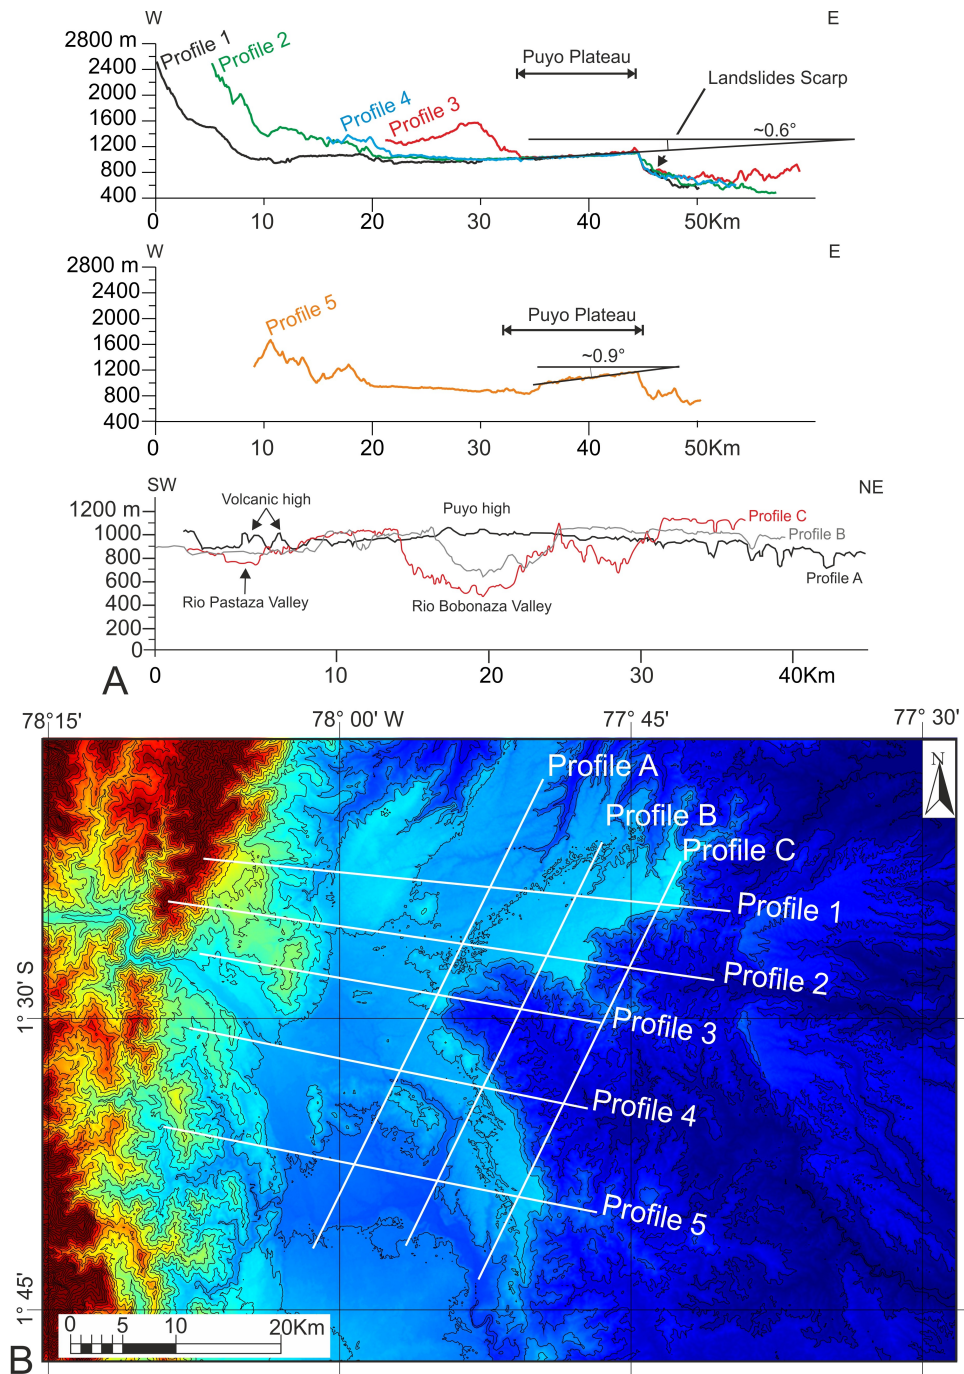 W E
2800 m
2400
2000
1600
1200
800
400
Profile 1
Profile 2
Profile 4
Profile 3
Puyo Plateau
Landslides Scarp
~0.6°
0 10 20 30 40 50Km
W E
2800 m
2400
2000
1600
1200
800
400
Profile 5
Puyo Plateau
~0.9°
0 10 20 30 40 50Km
SW NE
1200 m
1000
800
600
400
200
0
Volcanic high
Puyo high
Profile C
Profile B
Profile A
Rio Pastaza Valley
Rio Bobonaza Valley
0 10 20 30 40Km
A
78°15' 78° 00' W 77° 45' 77° 30'
N
Profile A
Profile B
Profile C
Profile 1
Profile 2
Profile 3
Profile 4
Profile 5
1° 30' S
1° 45'
0 5 10 20Km
B